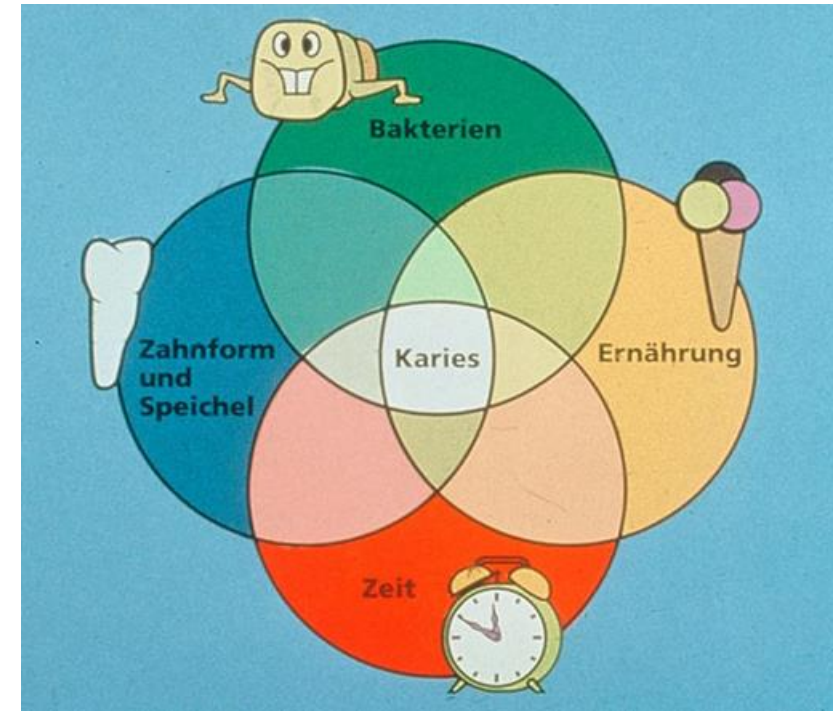 Bakterien
Zahnform
und
Speichel
Karies
Ernährung
Zeit